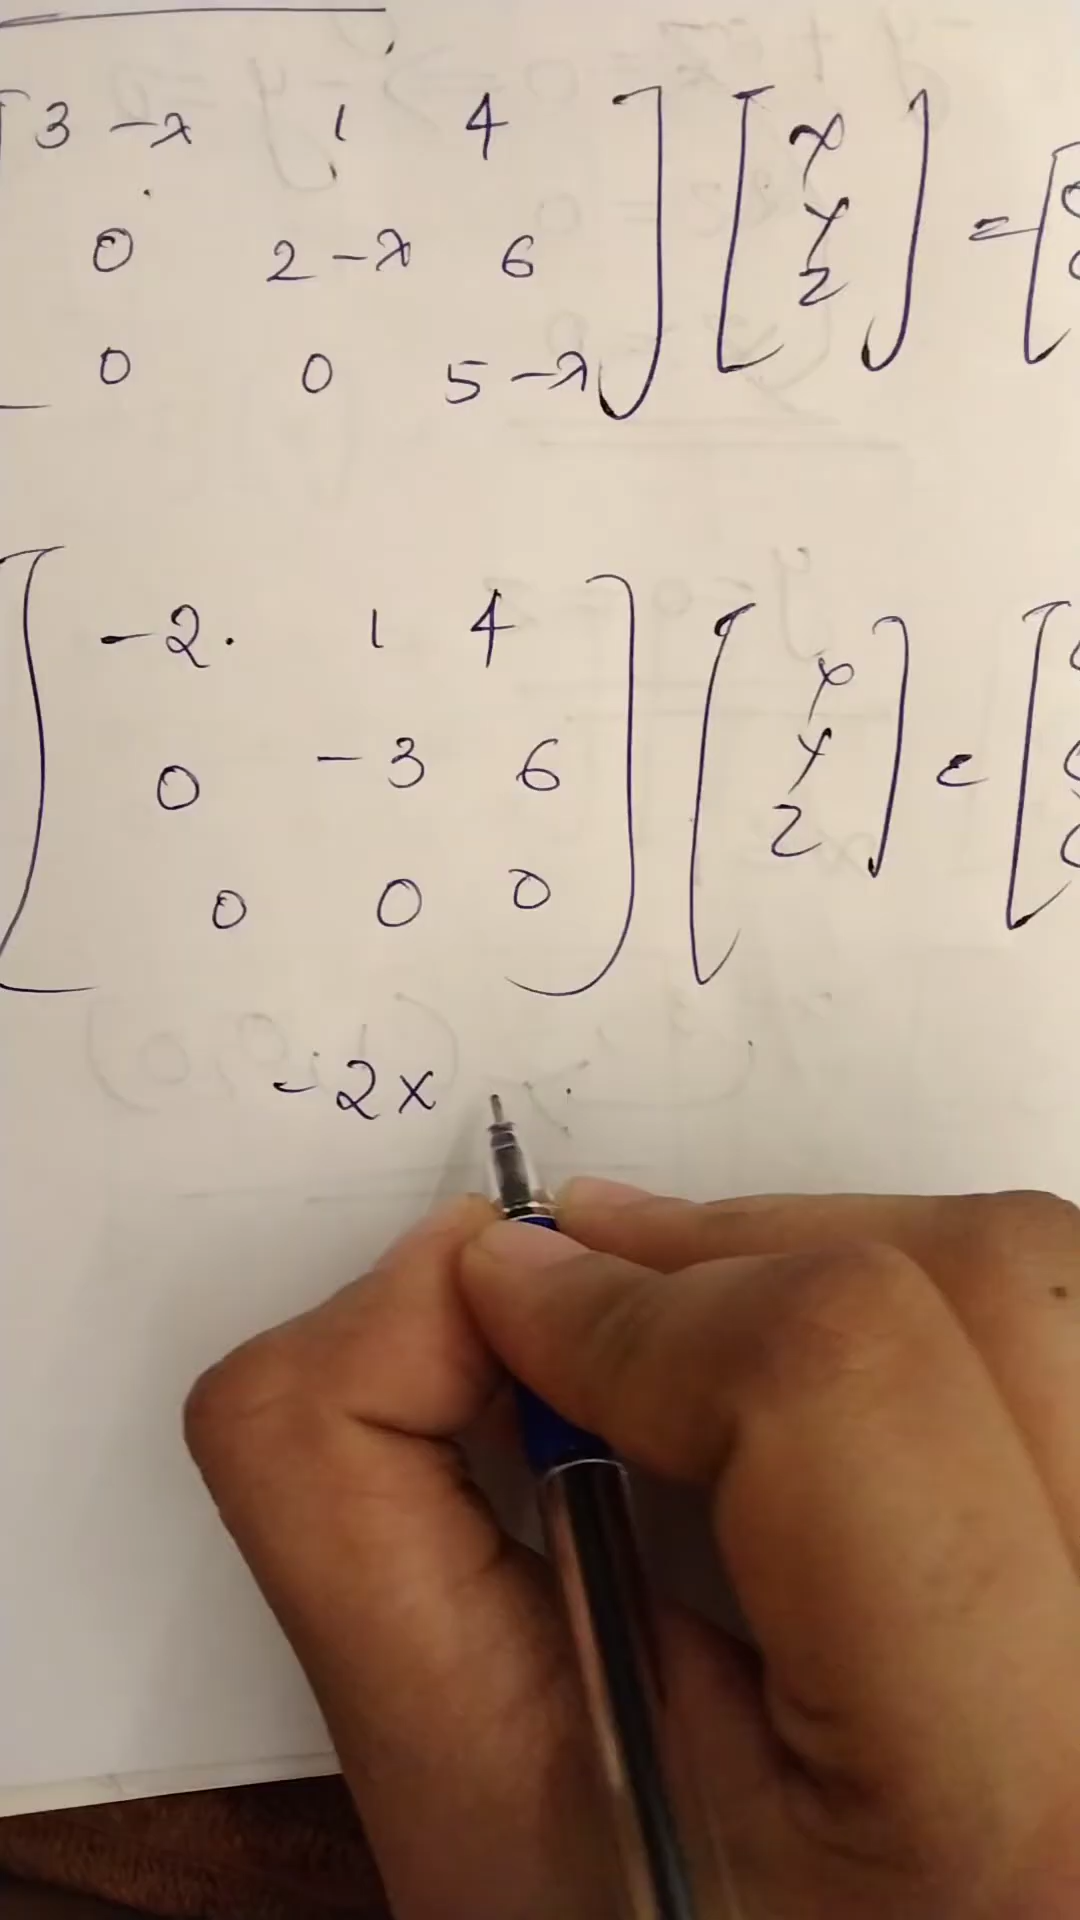 [ 3 - λ 1 4 ] [ x ] = [
0 2 - λ 6 y
0 0 5 - λ z
[ -2 1 4 ] [ x ] = [
0 -3 6 y
0 0 0 z
-2x